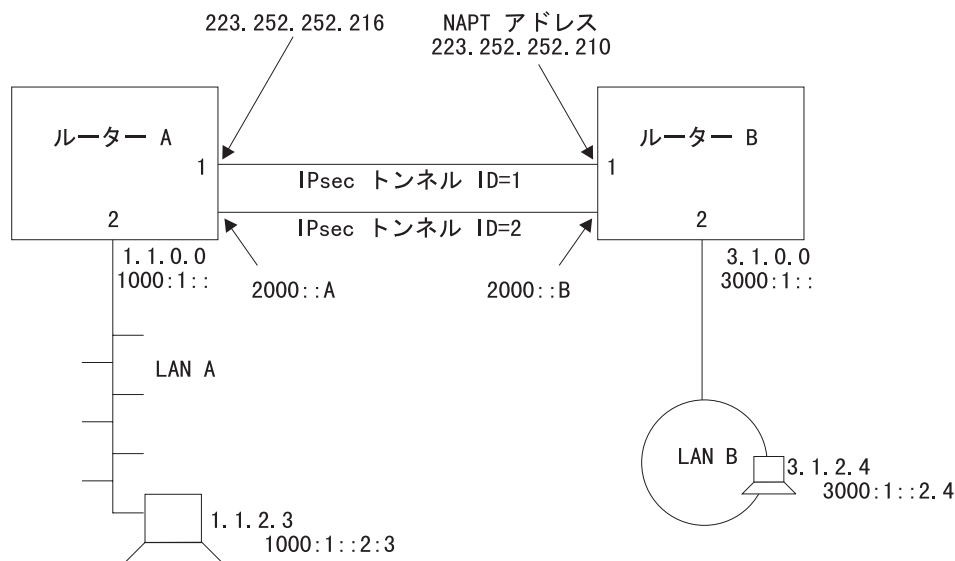 223.252.252.216
NAPT アドレス
223.252.252.210
ルーター A
ルーター B
1
1
IPsec トンネル ID=1
2
IPsec トンネル ID=2
2
1.1.0.0
1000:1::
3.1.0.0
3000:1::
2000::A
2000::B
LAN A
LAN B
3.1.2.4
3000:1::2.4
1.1.2.3
1000:1::2:3